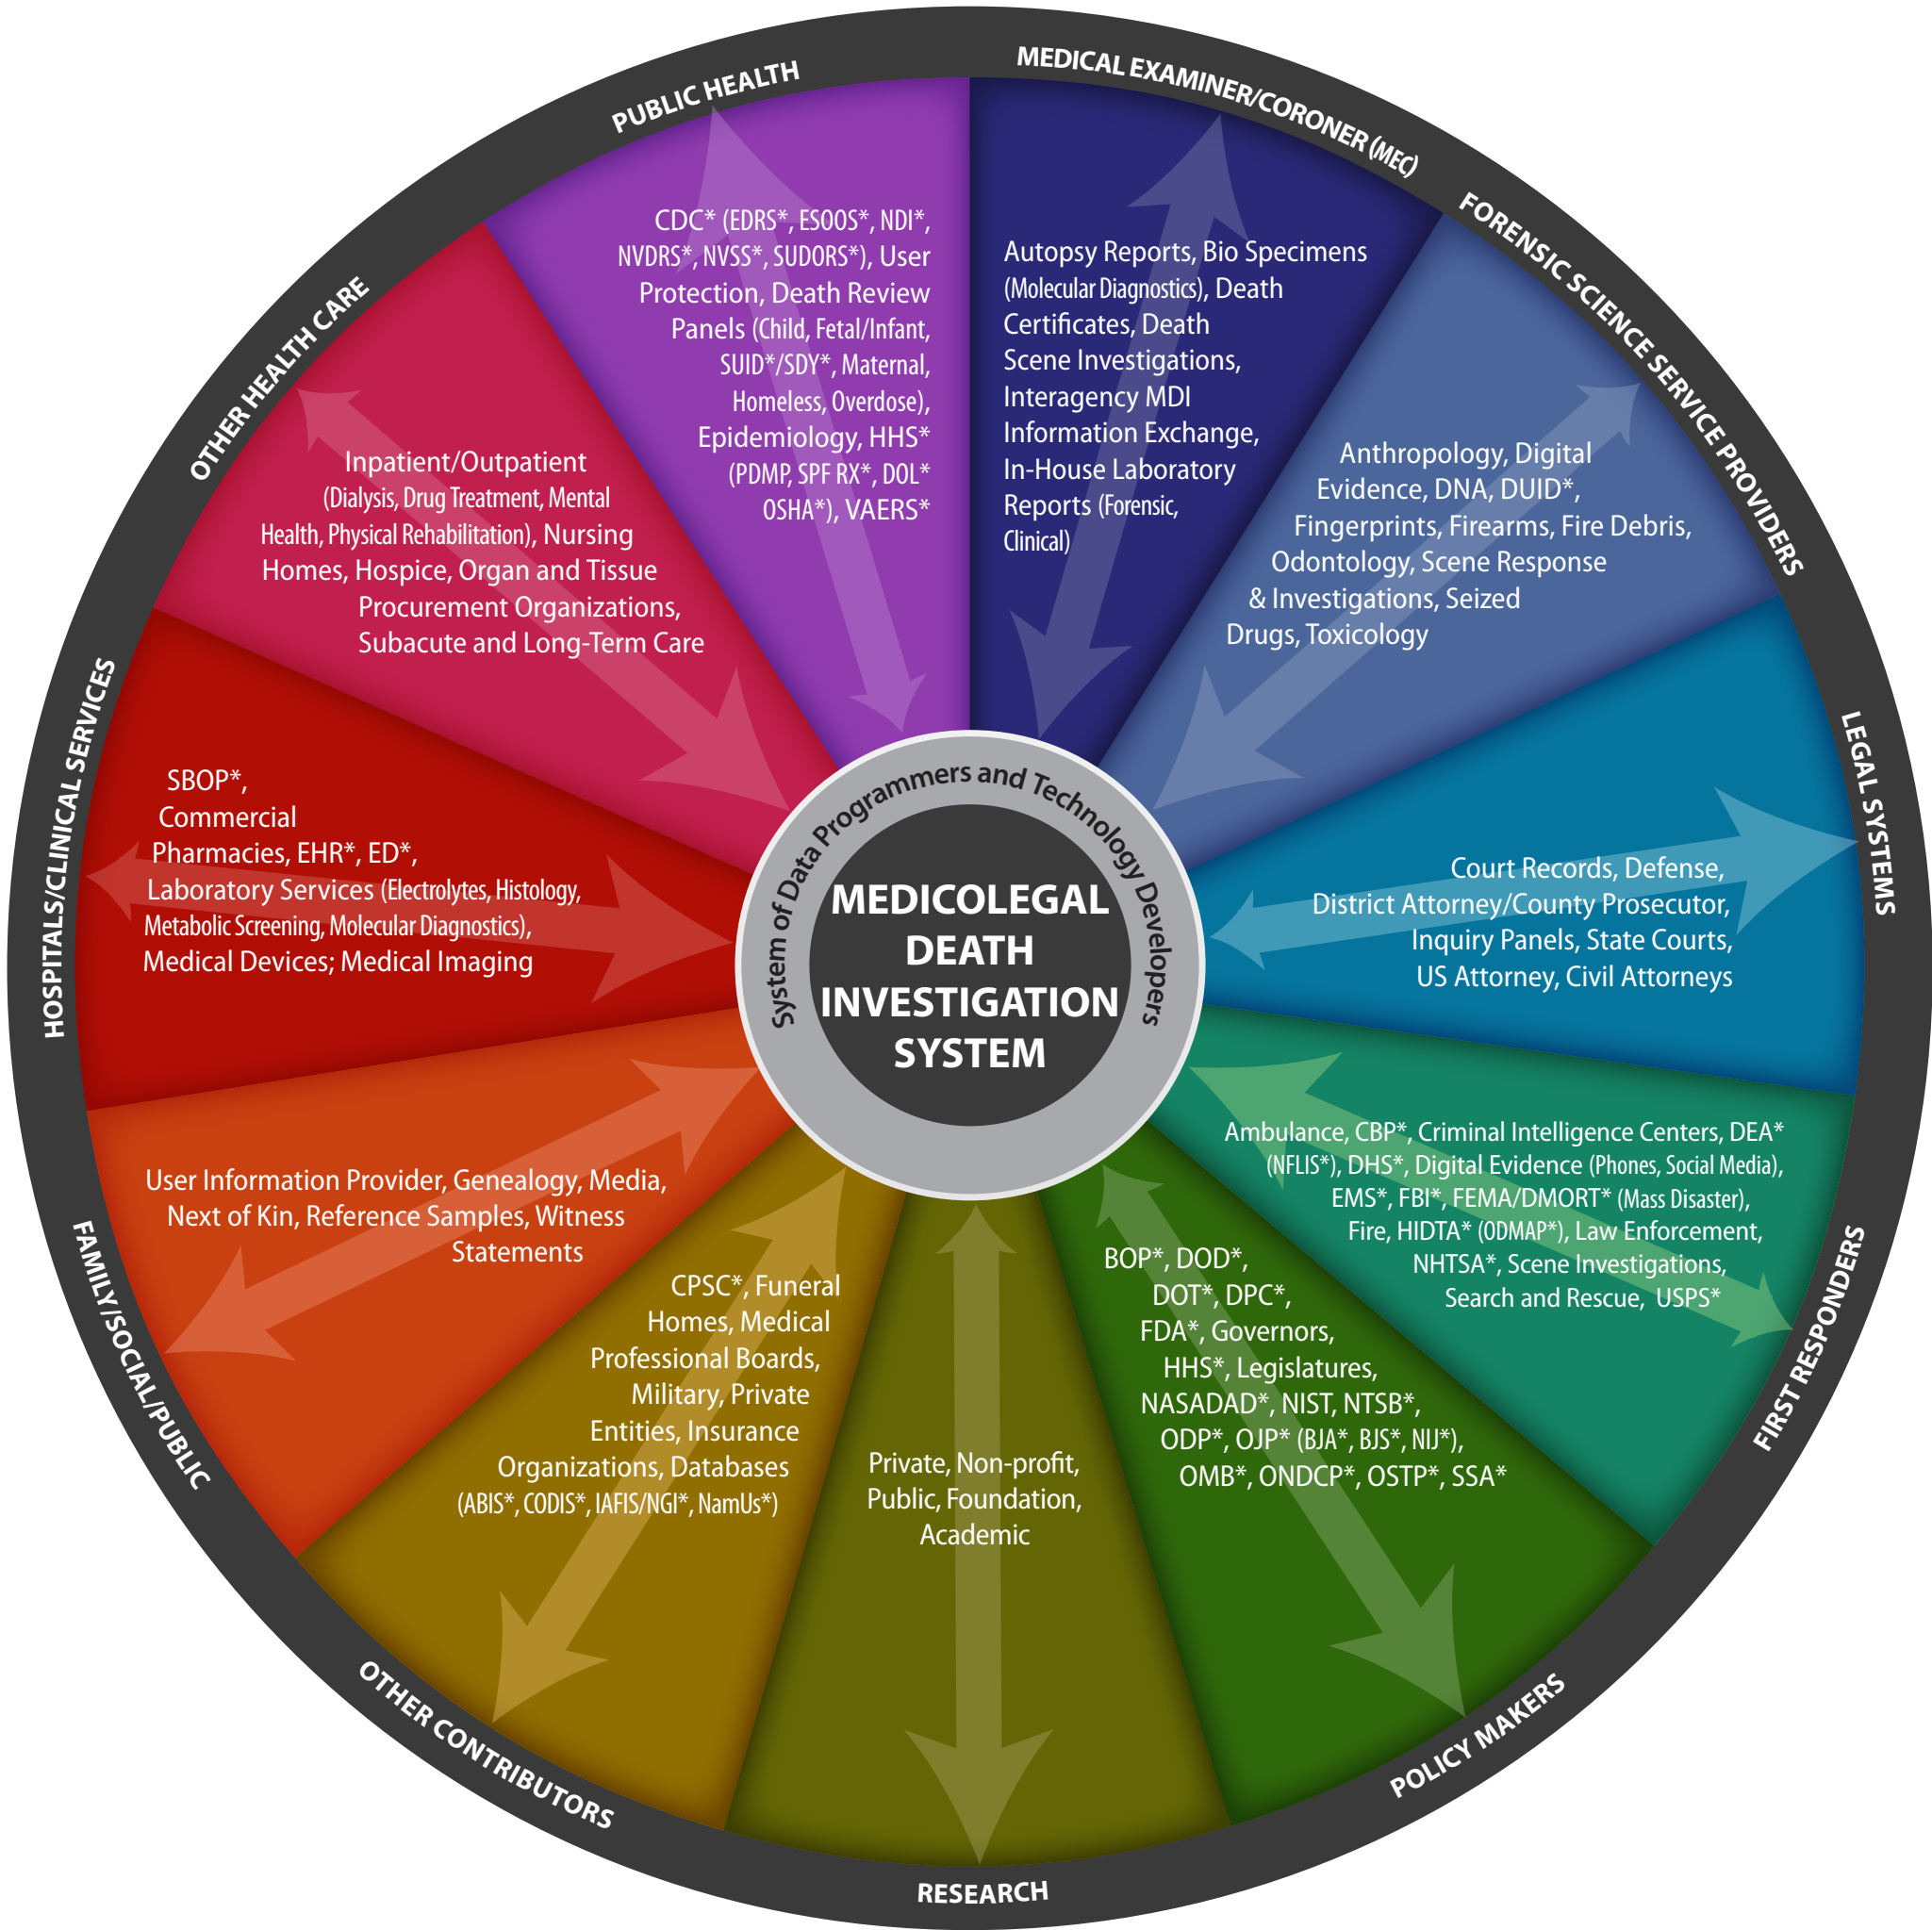 PUBLIC HEALTH
CDC* (EDRS*, ESOOS*, NDI*,
NVDRS*, NVSS*, SUDORS*), User
Protection, Death Review
Panels (Child, Fetal/Infant,
SUID*/SDY*, Maternal,
Homeless, Overdose),
Epidemiology, HHS*
(PDMP, SPF RX*, DOL*
OSHA*), VAERS*
MEDICAL EXAMINER/CORONER (MEC)
Autopsy Reports, Bio Specimens
(Molecular Diagnostics), Death
Certificates, Death
Scene Investigations,
Interagency MDI
Information Exchange,
In-House Laboratory
Reports (Forensic,
Clinical)
FORENSIC SCIENCE SERVICE PROVIDERS
Anthropology, Digital
Evidence, DNA, DUID*,
Fingerprints, Firearms, Fire Debris,
Odontology, Scene Response
& Investigations, Seized
Drugs, Toxicology
LEGAL SYSTEMS
Court Records, Defense,
District Attorney/County Prosecutor,
Inquiry Panels, State Courts,
US Attorney, Civil Attorneys
FIRST RESPONDERS
Ambulance, CBP*, Criminal Intelligence Centers, DEA*
(NFLIS*), DHS*, Digital Evidence (Phones, Social Media),
EMS*, FBI*, FEMA/DMORT* (Mass Disaster),
Fire, HIDTA* (ODMAP*), Law Enforcement,
NHTSA*, Scene Investigations,
Search and Rescue, USPS*
POLICY MAKERS
BOP*, DOD*,
DOT*, DPC*,
FDA*, Governors,
HHS*, Legislatures,
NASADAD*, NIST, NTSB*,
ODP*, OJP* (BJA*, BJS*, NIJ*),
OMB*, ONDCP*, OSTP*, SSA*
RESEARCH
Private, Non-profit,
Public, Foundation,
Academic
OTHER CONTRIBUTORS
CPSC*, Funeral
Homes, Medical
Professional Boards,
Military, Private
Entities, Insurance
Organizations, Databases
(ABIS*, CODIS*, IAFIS/NGI*, NamUs*)
FAMILY/SOCIAL/PUBLIC
User Information Provider, Genealogy, Media,
Next of Kin, Reference Samples, Witness
Statements
HOSPITALS/CLINICAL SERVICES
SBOP*,
Commercial
Pharmacies, EHR*, ED*,
Laboratory Services (Electrolytes, Histology,
Metabolic Screening, Molecular Diagnostics),
Medical Devices; Medical Imaging
OTHER HEALTH CARE
Inpatient/Outpatient
(Dialysis, Drug Treatment, Mental
Health, Physical Rehabilitation), Nursing
Homes, Hospice, Organ and Tissue
Procurement Organizations,
Subacute and Long-Term Care
System of Data Programmers and Technology Developers
MEDICOLEGAL
DEATH
INVESTIGATION
SYSTEM